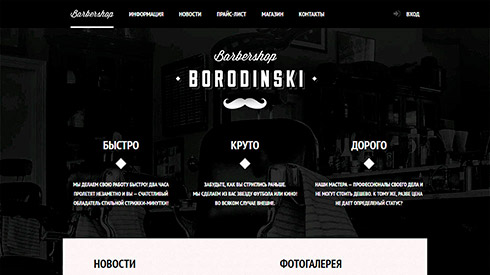 Barbershop ИНФОРМАЦИЯ НОВОСТИ ПРАЙС-ЛИСТ МАГАЗИН КОНТАКТЫ ВХОД
Barbershop
BORODINSKI
БЫСТРО КРУТО ДОРОГО
МЫ ДЕЛАЕМ СВОЮ РАБОТУ БЫСТРО! ДВА ЧАСА
ПРОЛЕТЯТ НЕЗАМЕТНО И ВЫ — СЧАСТЛИВЫЙ
ОБЛАДАТЕЛЬ СТИЛЬНОЙ СТРИЖКИ-МИНУТКИ!
ЗАБУДЬТЕ, КАК ВЫ СТРИГЛИСЬ РАНЬШЕ.
МЫ СДЕЛАЕМ ИЗ ВАС ЗВЕЗДУ ФУТБОЛА ИЛИ КИНО!
ВО ВСЯКОМ СЛУЧАЕ ВНЕШНЕ.
НАШИ МАСТЕРА — ПРОФЕССИОНАЛЫ СВОЕГО ДЕЛА И
НЕ МОГУТ СТОИТЬ ДЕШЕВО. К ТОМУ ЖЕ, РАЗВЕ ЦЕНА
НЕ ДАЕТ ОПРЕДЕЛЕННЫЙ СТАТУС?
НОВОСТИ ФОТОГАЛЕРЕЯ